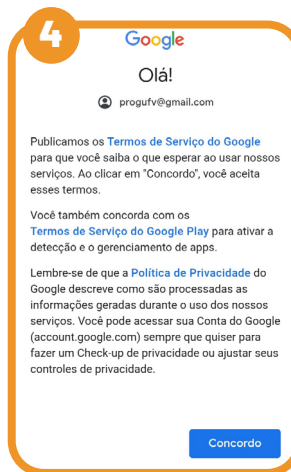 4
Google
Olá!
progufv@gmail.com
Publicamos os Termos de Serviço do Google
para que você saiba o que esperar ao usar nossos
serviços. Ao clicar em "Concordo", você aceita
esses termos.
Você também concorda com os
Termos de Serviço do Google Play para ativar a
detecção e o gerenciamento de apps.
Lembre-se de que a Política de Privacidade do
Google descreve como são processadas as
informações geradas durante o uso dos nossos
serviços. Você pode acessar sua Conta do Google
(account.google.com) sempre que quiser para
fazer um Check-up de privacidade ou ajustar seus
controles de privacidade.
Concordo